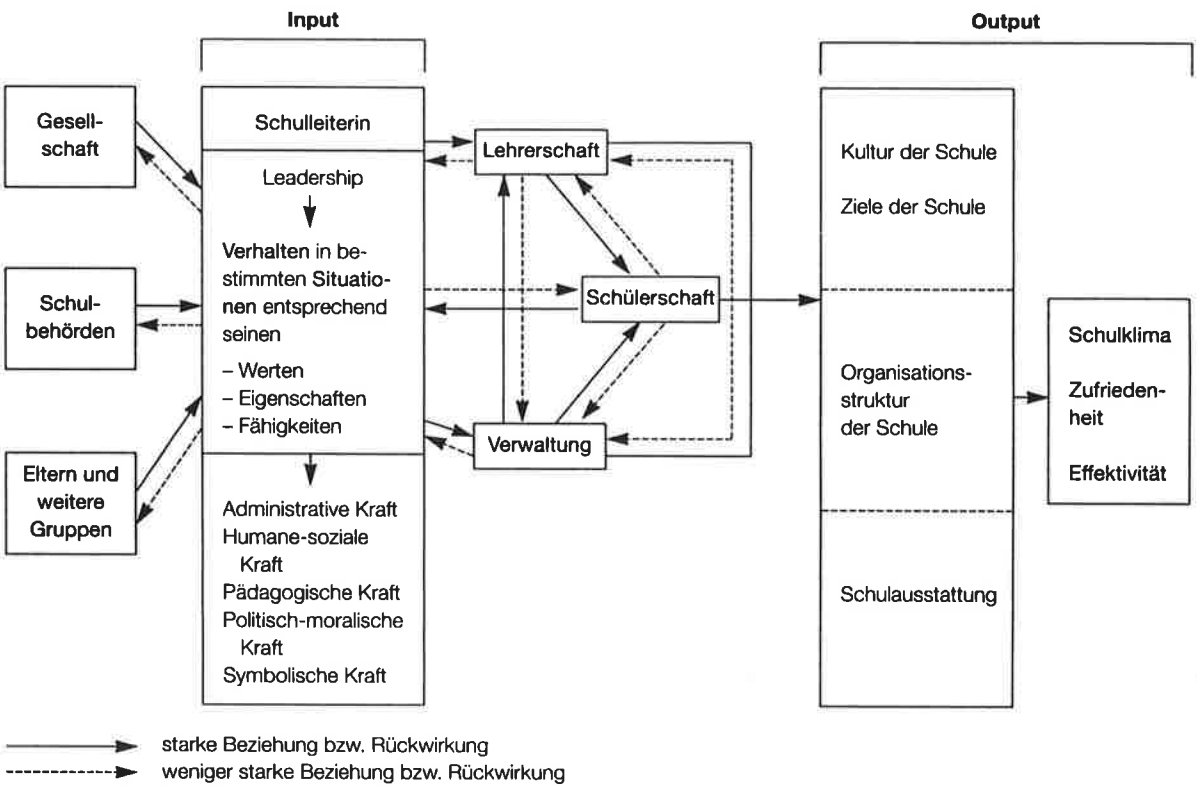 Input
Output
Gesell-
schaft
Schul-
behörden
Eltern und
weitere
Gruppen
Schulleiterin
Leadership
Verhalten in be-
stimmten Situatio-
nen entsprechend
seinen
– Werten
– Eigenschaften
– Fähigkeiten
Administrative Kraft
Humane-soziale
Kraft
Pädagogische Kraft
Politisch-moralische
Kraft
Symbolische Kraft
Lehrerschaft
Schülerschaft
Verwaltung
Kultur der Schule
Ziele der Schule
Organisations-
struktur
der Schule
Schulausstattung
Schulklima
Zufrieden-
heit
Effektivität
starke Beziehung bzw. Rückwirkung
weniger starke Beziehung bzw. Rückwirkung